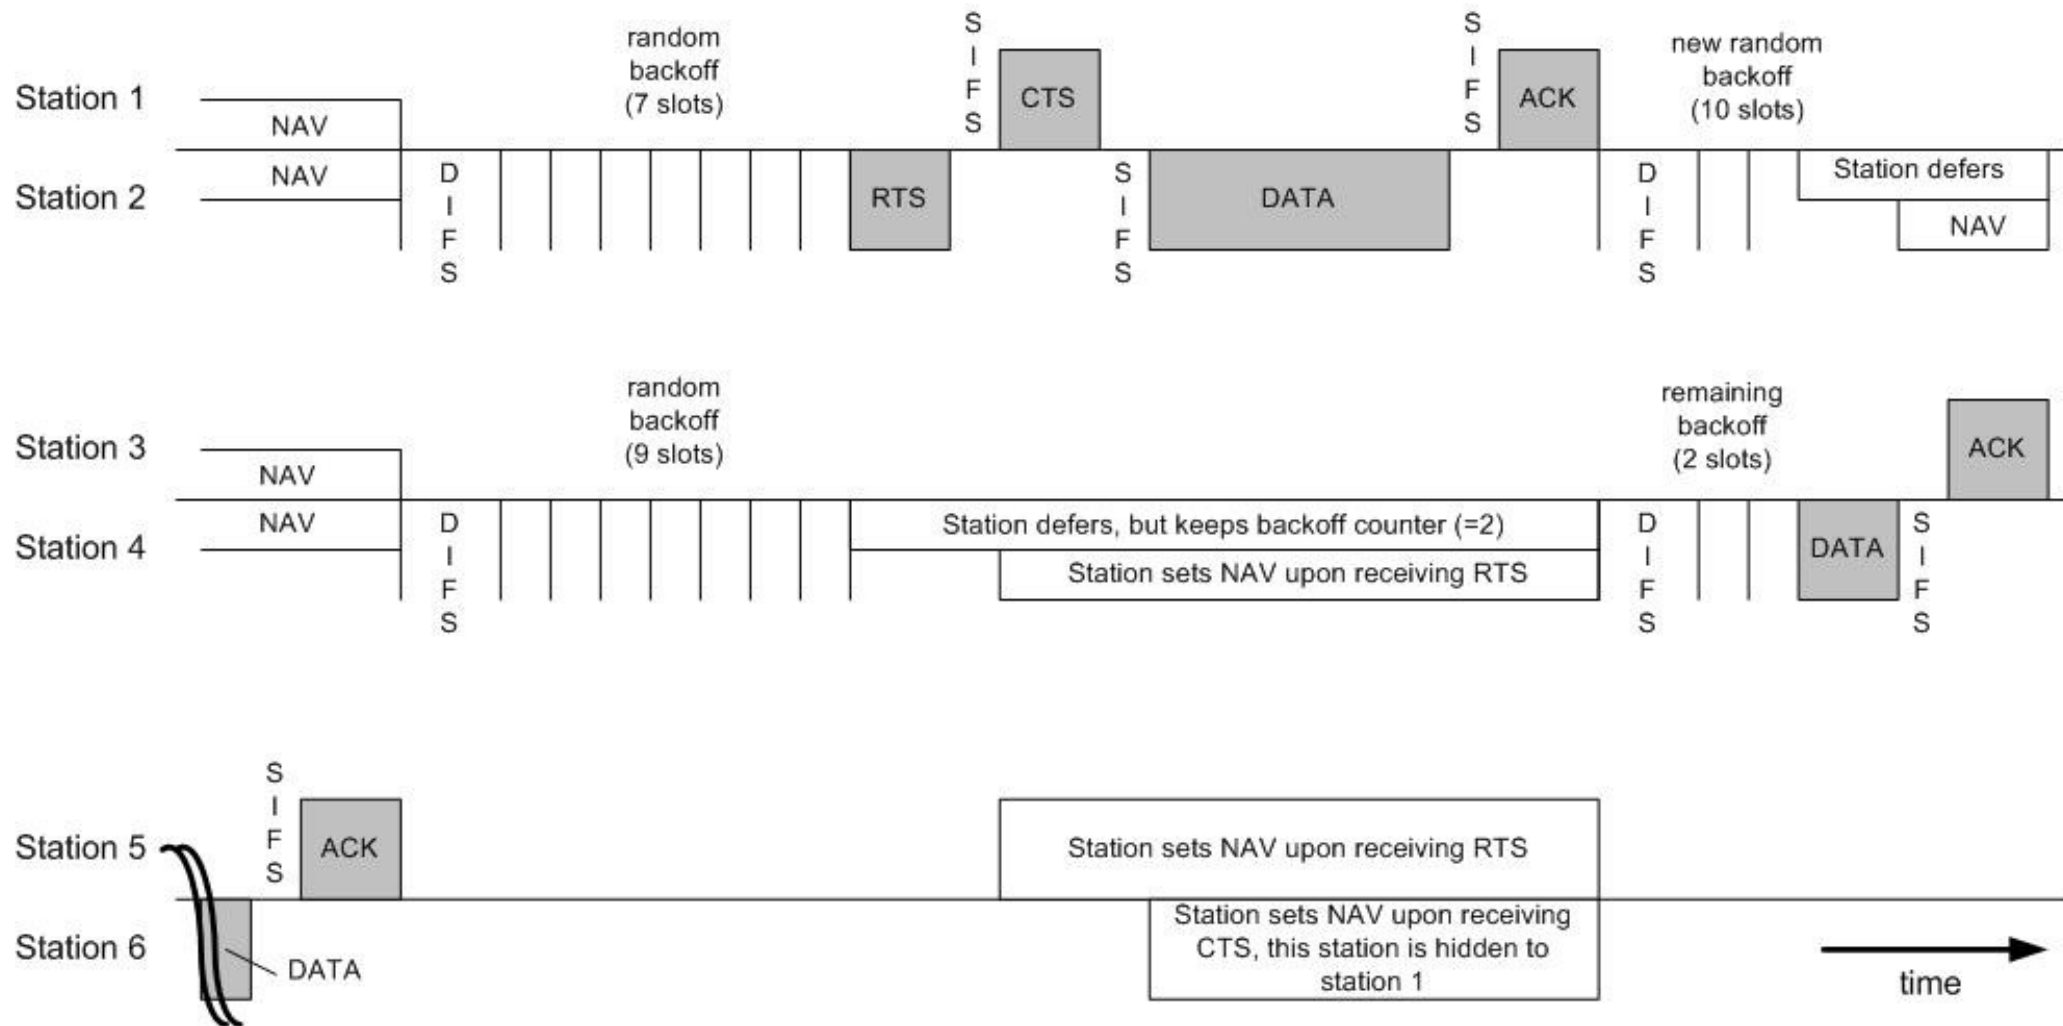 S
I
F
S
S
I
F
S
random
backoff
(7 slots)
new random
backoff
(10 slots)
Station 1
NAV
CTS
ACK
Station 2
NAV
D
I
F
S
RTS
S
I
F
S
DATA
D
I
F
S
Station defers
NAV
random
backoff
(9 slots)
remaining
backoff
(2 slots)
Station 3
NAV
ACK
Station 4
NAV
D
I
F
S
Station defers, but keeps backoff counter (=2)
Station sets NAV upon receiving RTS
D
I
F
S
DATA
S
I
F
S
Station 5
S
I
F
S
ACK
Station sets NAV upon receiving RTS
Station 6
DATA
Station sets NAV upon receiving
CTS, this station is hidden to
station 1
time